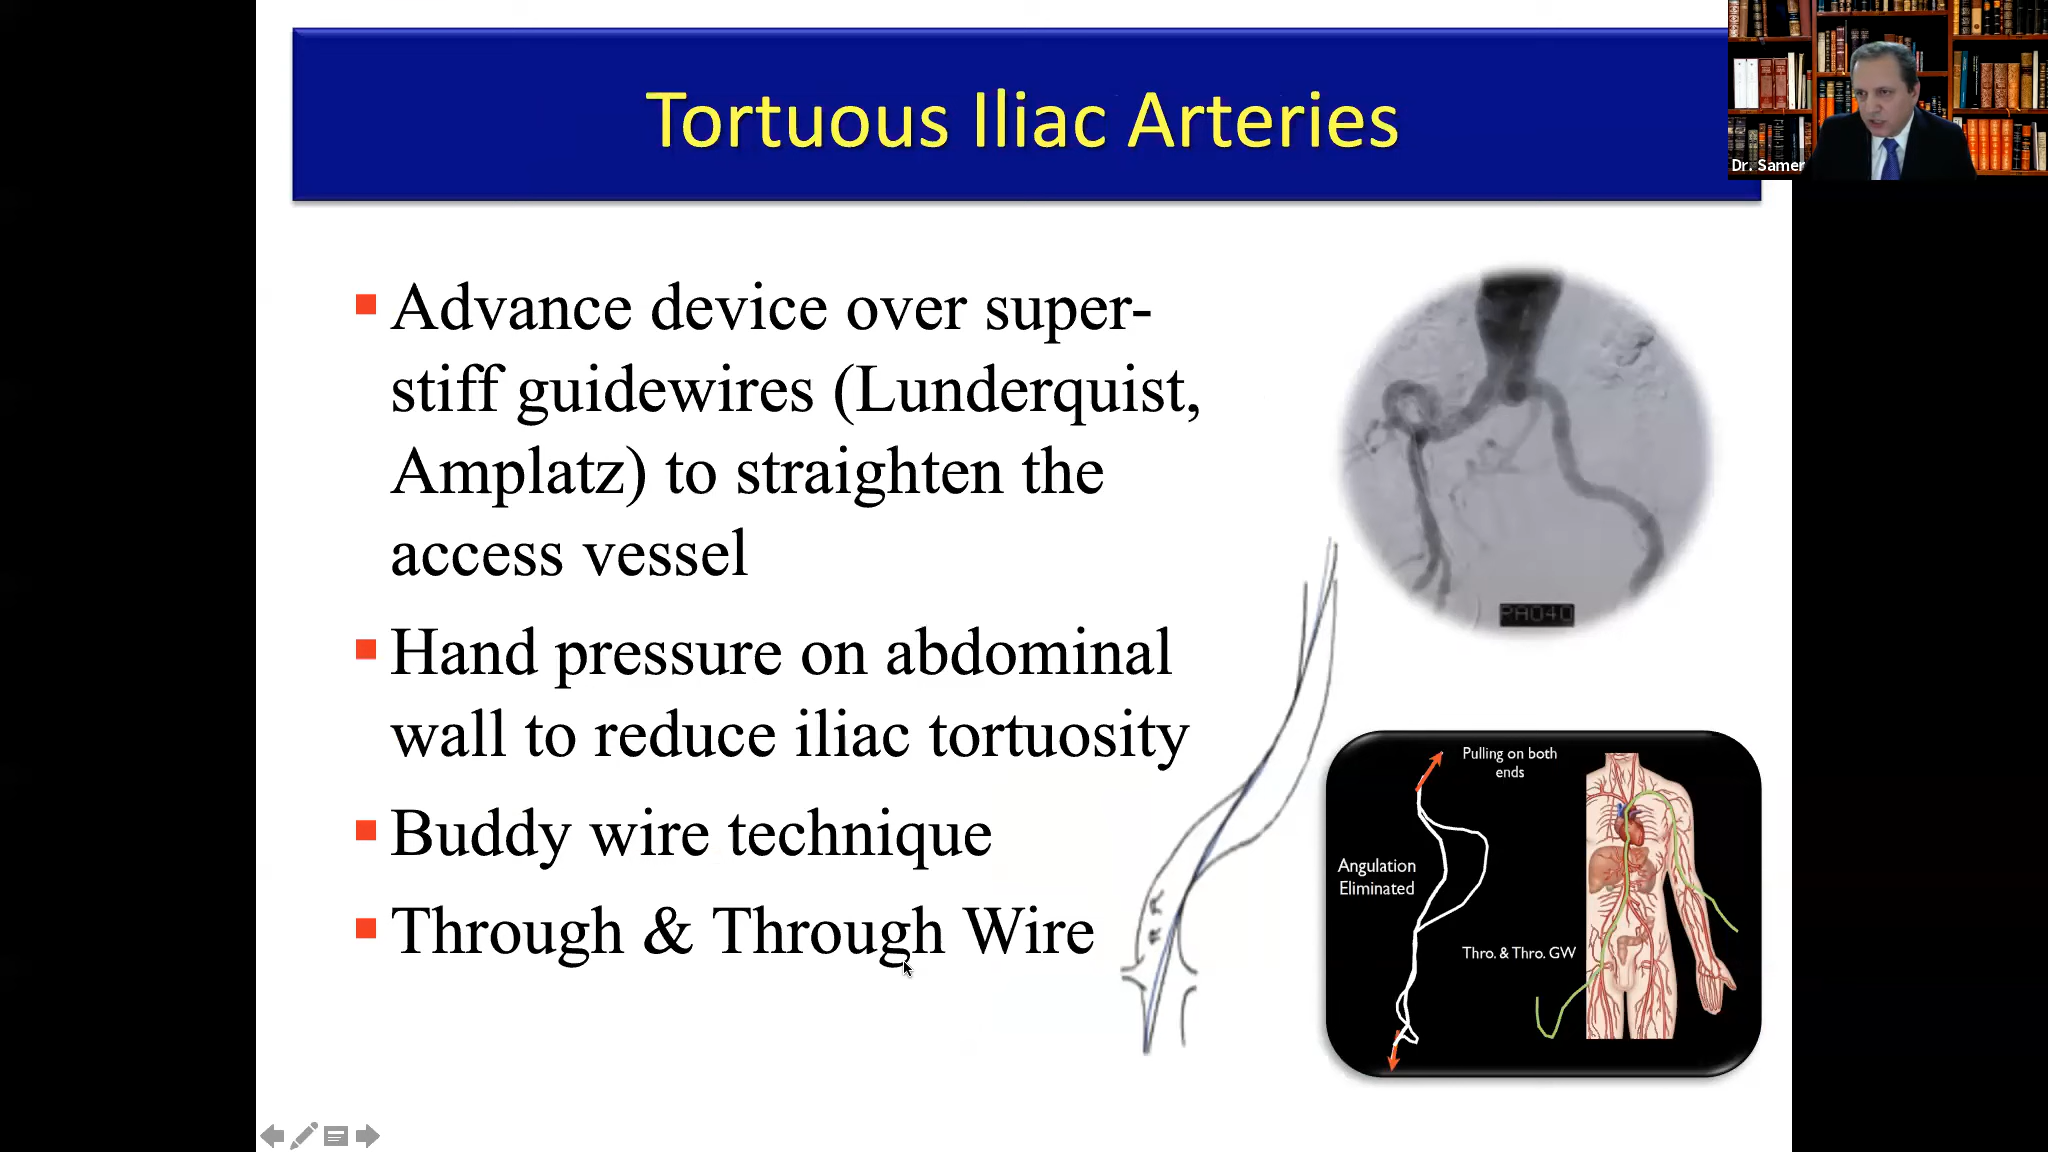 Tortuous Iliac Arteries
Dr. Samer
▪ Advance device over super-
stiff guidewires (Lunderquist,
Amplatz) to straighten the
access vessel
▪ Hand pressure on abdominal
wall to reduce iliac tortuosity
▪ Buddy wire technique
▪ Through & Through Wire
PA040
Pulling on both
ends
Angulation
Eliminated
Thro. & Thro. GW